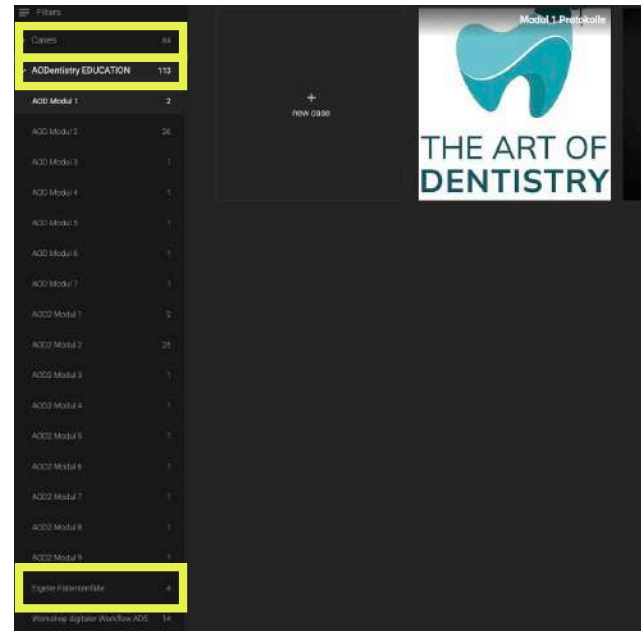 Filters
Cases 84
AODentistry EDUCATION 113
AOD Modul 1 2
AOD Modul 2 26
AOD Modul 3 1
AOD Modul 4 1
AOD Modul 5 1
AOD Modul 6 1
AOD Modul 7 1
AOD2 Modul 1 2
AOD2 Modul 2 25
AOD2 Modul 3 1
AOD2 Modul 4 1
AOD2 Modul 5 1
AOD2 Modul 6 1
AOD2 Modul 7 1
AOD2 Modul 8 1
AOD2 Modul 9 1
Eigene Patientenfälle 4
Workshop digitaler Workflow ADS 14
+
new case
Modul 1 Protokolle
THE ART OF
DENTISTRY